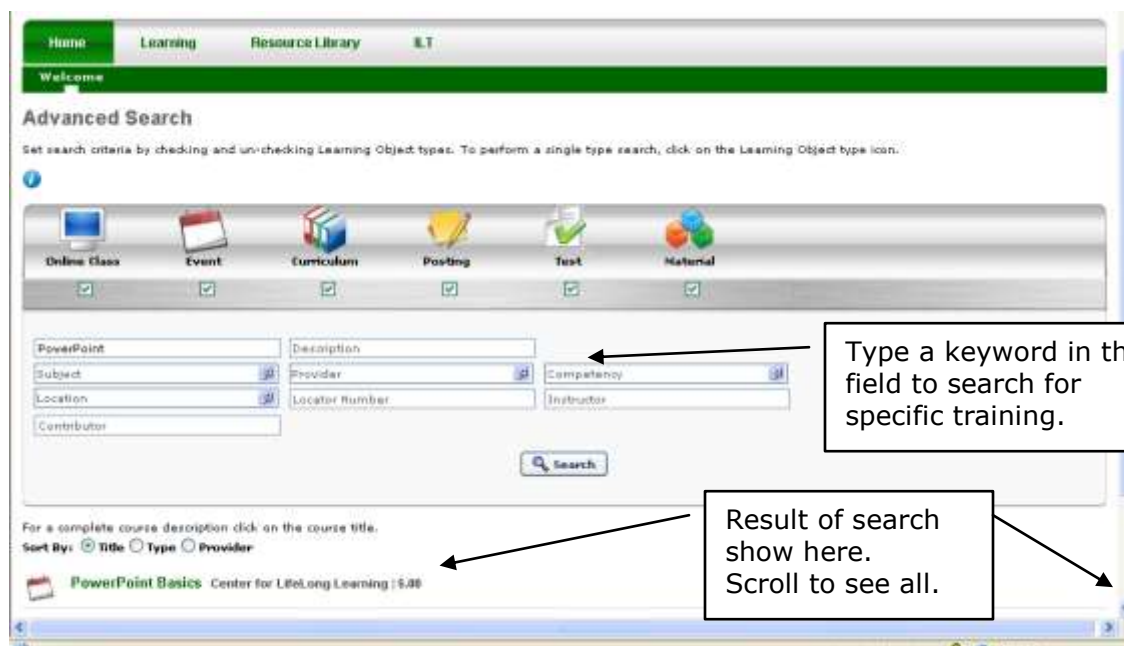 Home Learning Resource Library ILT
Welcome
Advanced Search
Set search criteria by checking and un-checking Learning Object types. To perform a single type search, click on the Learning Object type icon.
Online Class Event Curriculum Posting Test Material
PowerPoint Description
Subject Provider Competency
Location Locator Number Instructor
Contributor
Search
Type a keyword in th
field to search for
specific training.
For a complete course description click on the course title.
Sort By: Title Type Provider
PowerPoint Basics Center for LifeLong Learning :
Result of search
show here.
Scroll to see all.